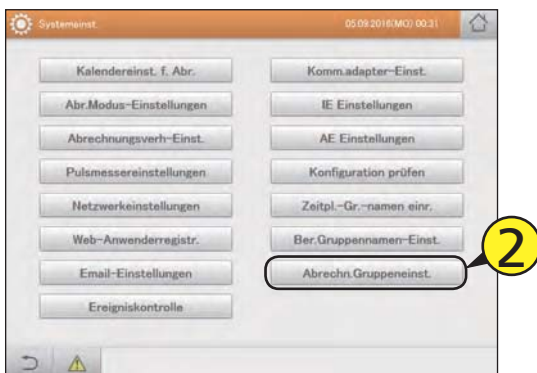 Systemeinst.
05.09.2016(MO) 00:31
Kalendereinst. f. Abr.
Abr.Modus-Einstellungen
Abrechnungsverh-Einst.
Pulsmessereinstellungen
Netzwerkeinstellungen
Web-Anwenderregistr.
Email-Einstellungen
Ereigniskontrolle
Komm.adapter-Einst.
IE Einstellungen
AE Einstellungen
Konfiguration prüfen
Zeitpl.-Gr.-namen einr.
Ber.Gruppennamen-Einst.
Abrechn.Gruppeneinst.
2